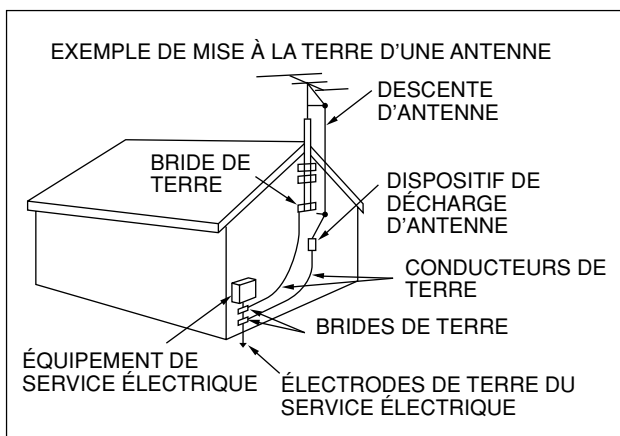 EXEMPLE DE MISE À LA TERRE D'UNE ANTENNE
DESCENTE
D'ANTENNE
BRIDE DE
TERRE
DISPOSITIF DE
DÉCHARGE
D'ANTENNE
CONDUCTEURS DE
TERRE
BRIDES DE TERRE
ÉQUIPEMENT DE
SERVICE ÉLECTRIQUE
ÉLECTRODES DE TERRE DU
SERVICE ÉLECTRIQUE